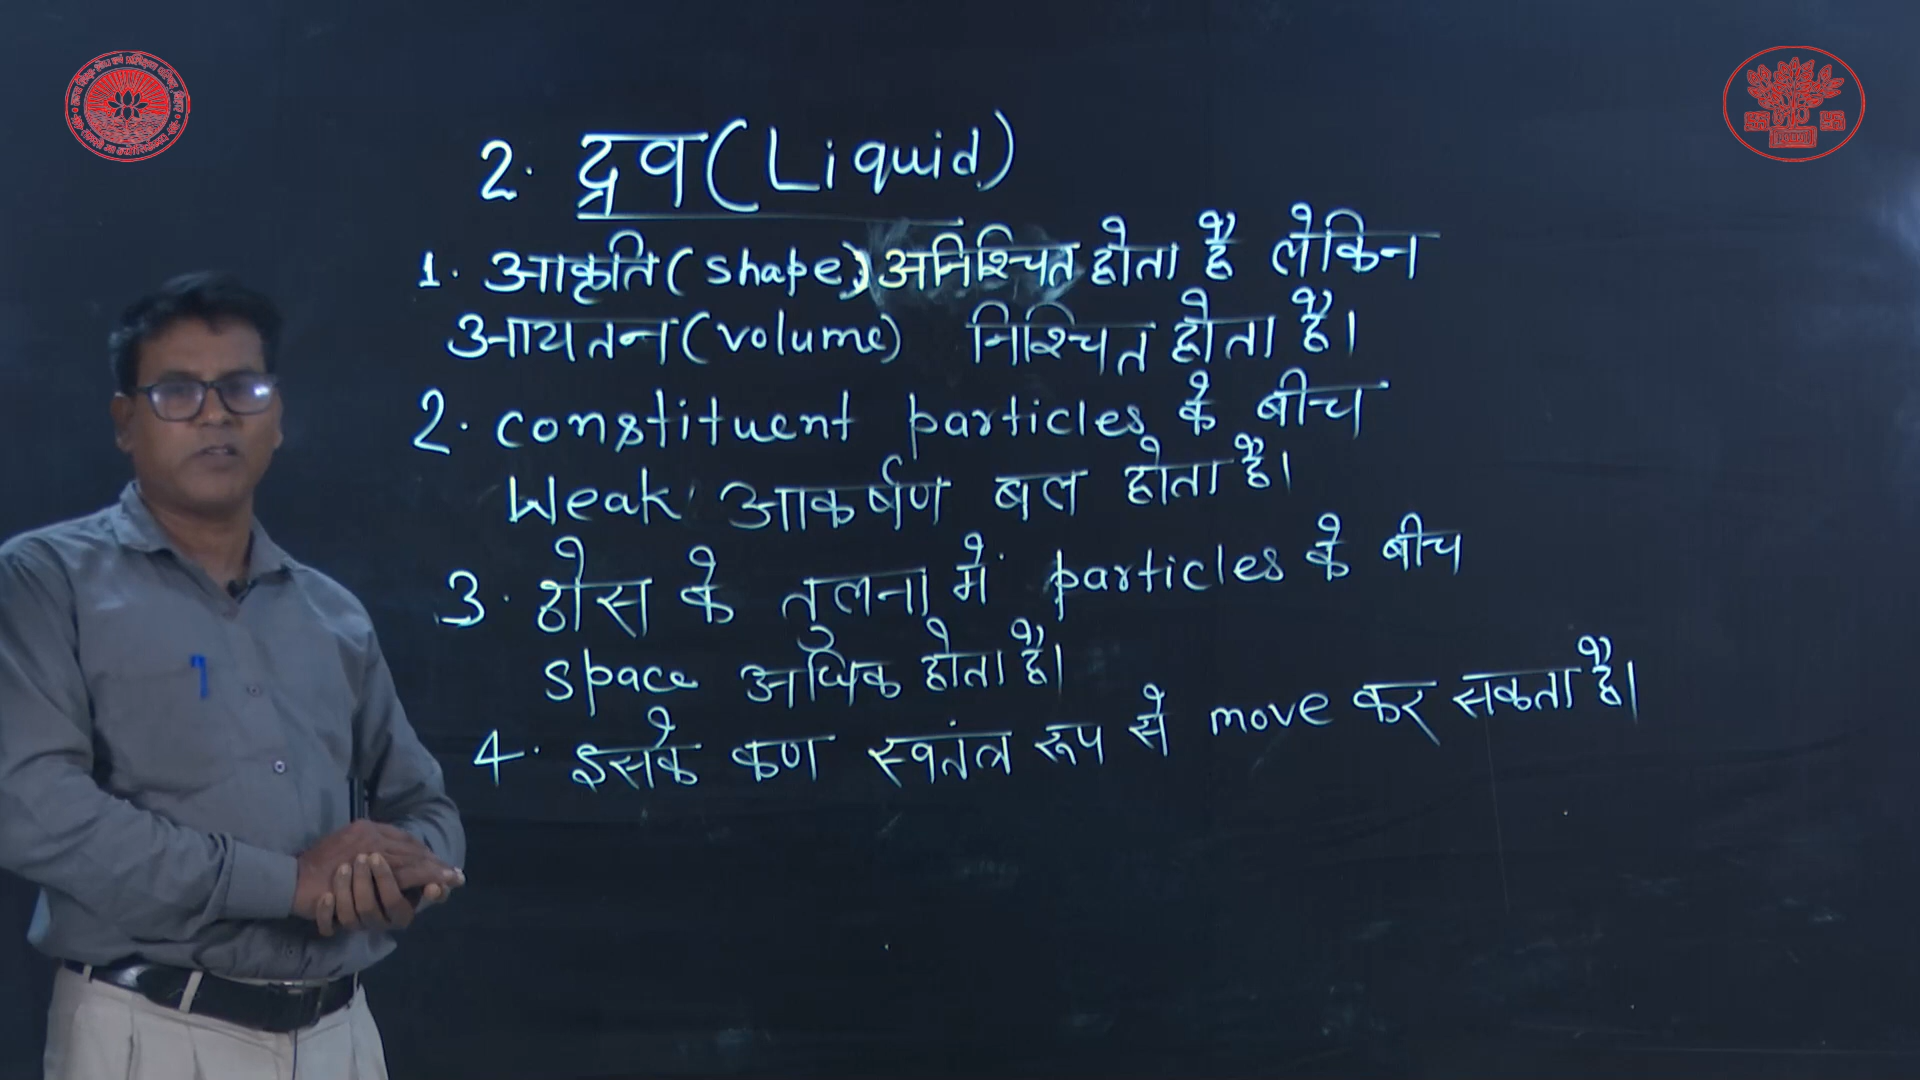 2. द्रव (Liquid)
1. आकृति (shape) अनिश्चित होता है लेकिन
आयतन (volume) निश्चित होता है।
2. constituent particles के बीच
Weak आकर्षण बल होता है।
3. ठोस के तुलना में particles के बीच
space अधिक होता है।
4. इसके कण स्वतंत्र रूप से move कर सकता है।